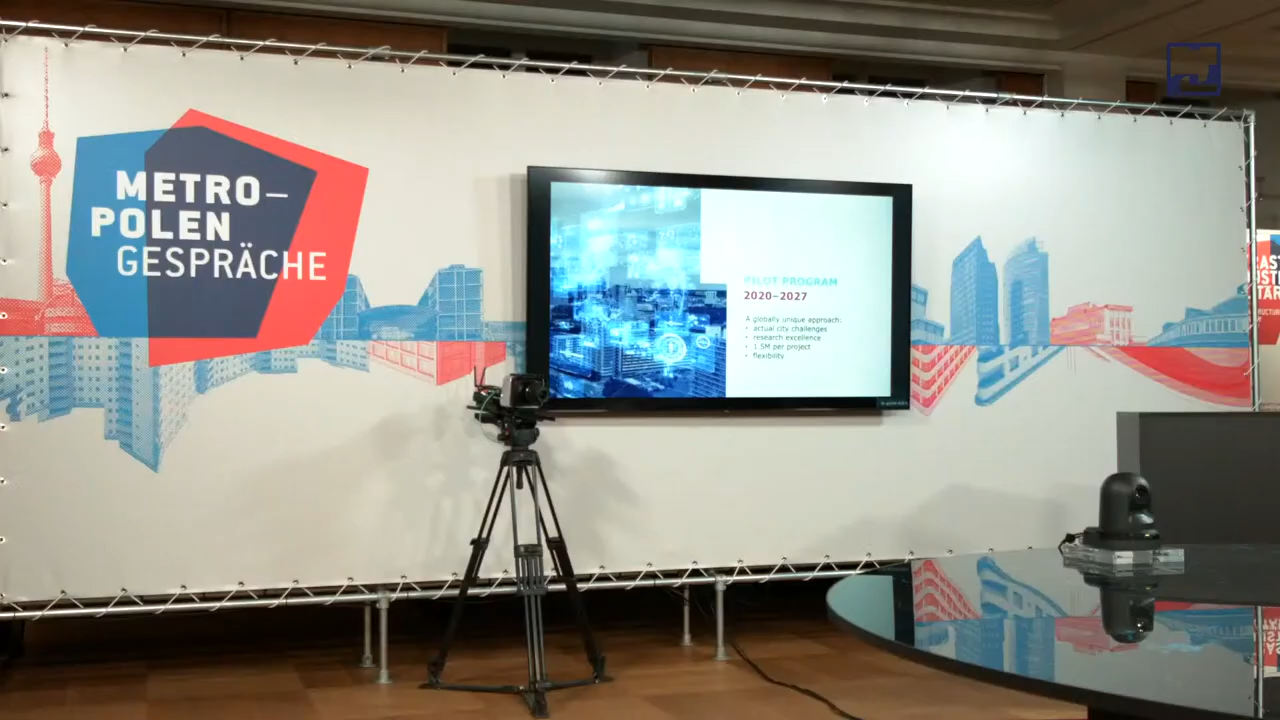 METRO–
POLEN
GESPRÄCHE
PILOT PROGRAM
2020–2027
A globally unique approach:
• actual city challenges
• research excellence
• 1.5M per project
• flexibility